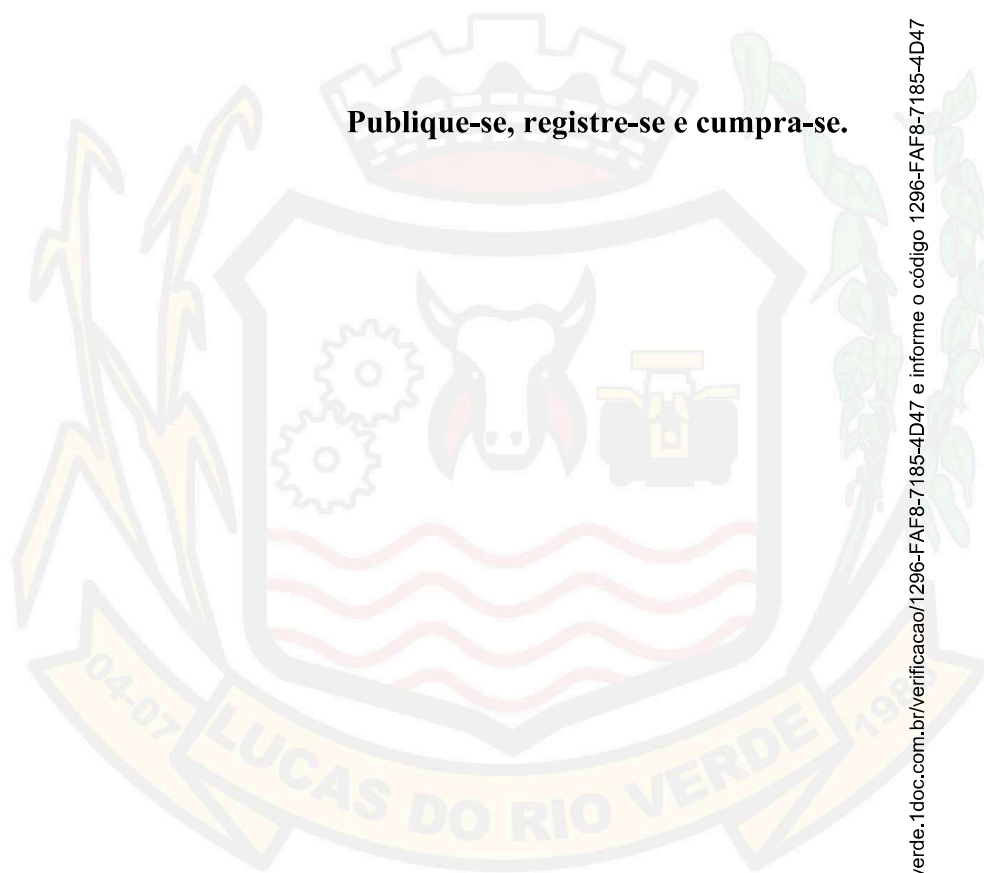 Publique-se, registre-se e cumpra-se.
04-07
LUCAS DO RIO VERDE
verde.1doc.com.br/verificacao/1296-FAF8-7185-4D47 e informe o código 1296-FAF8-7185-4D47